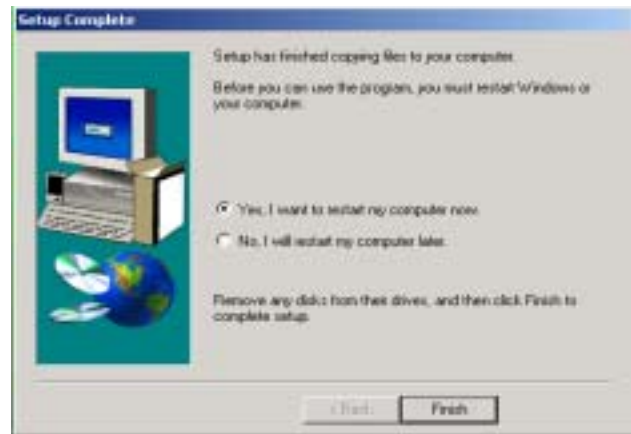 Setup Complete
Setup has finished copying files to your computer.
Before you can use the program, you must restart Windows or
your computer.
Yes, I want to restart my computer now.
No, I will restart my computer later.
Remove any disks from their drives, and then click Finish to
complete setup.
< Back
Finish